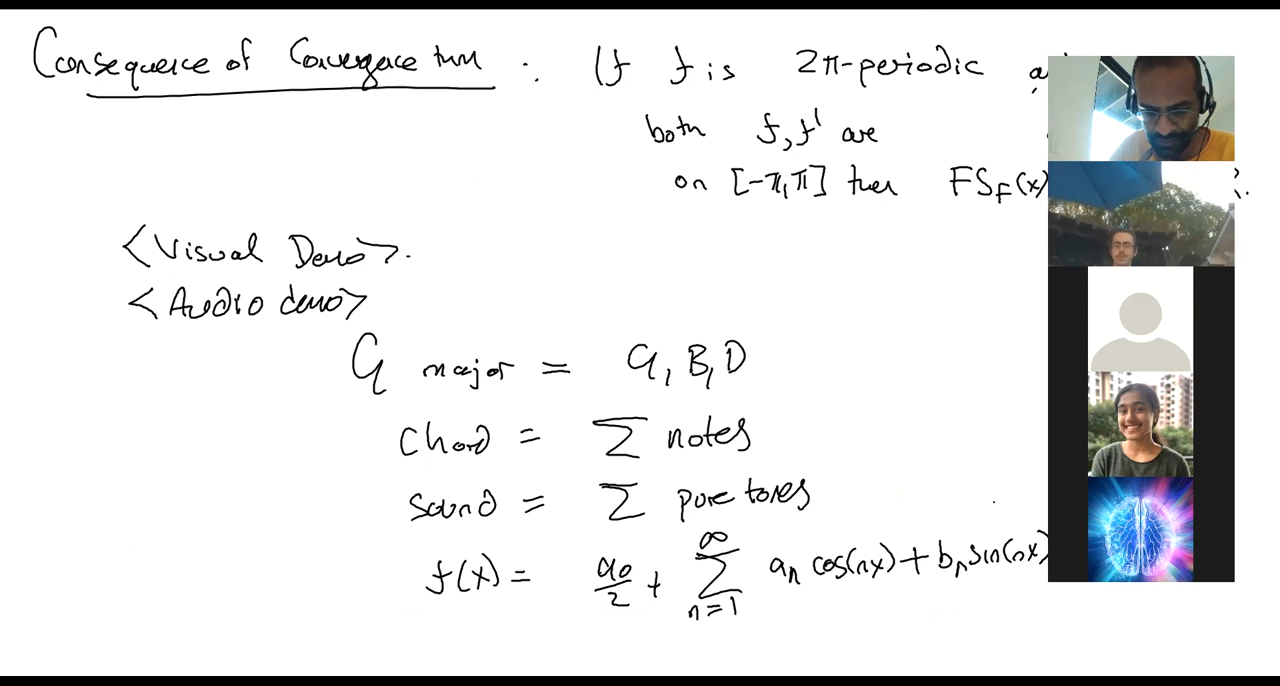 Consequence of Convergence thm : If f is 2π-periodic
both f, f' are
on [-π, π] then FS_f(x)
<Visual Demo>.
<Audio demo>
G major = G, B, D
Chord = Σ notes
Sound = Σ pure tones
f(x) = a0/2 + Σ_{n=1}^{∞} an cos(nx) + bn sin(nx)